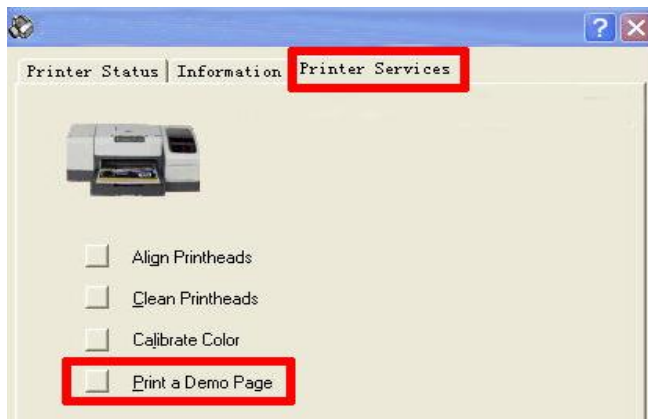 Printer Status Information Printer Services
Align Printheads
Clean Printheads
Calibrate Color
Print a Demo Page